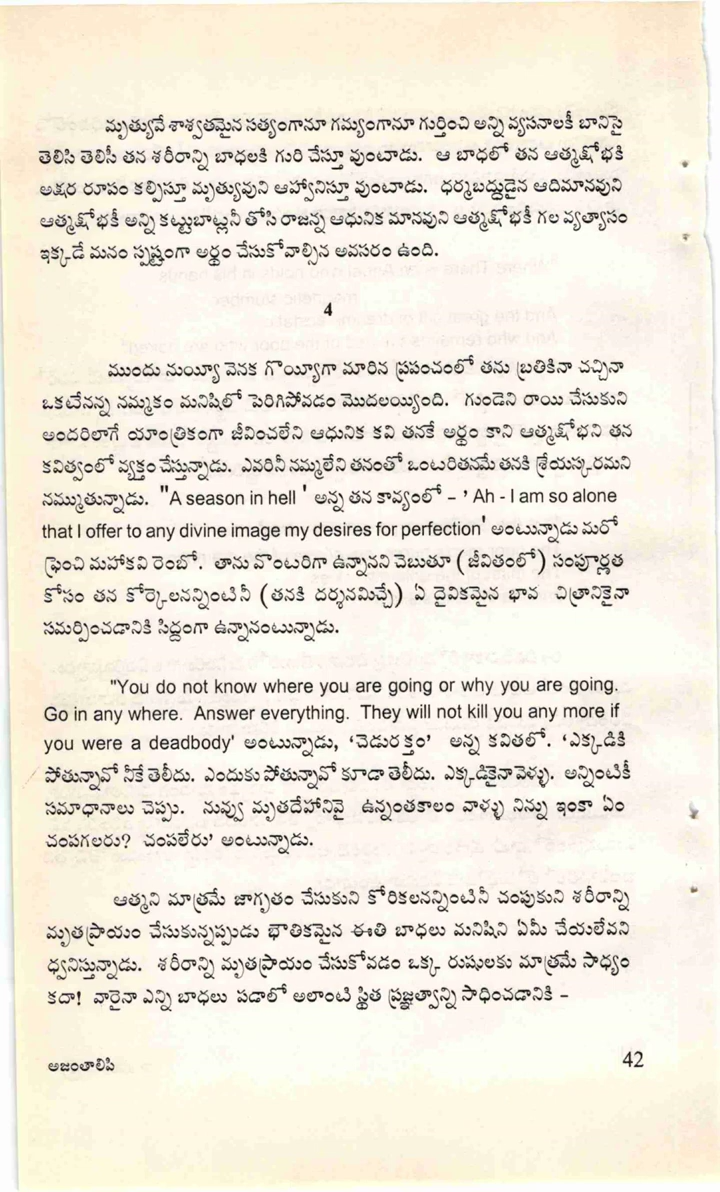 మృత్యువే శాశ్వతమైన సత్యంగానూ గమ్యంగానూ గుర్తించి అన్ని వ్యసనాలకీ బానిసై
తెలిసి తెలిసీ తన శరీరాన్ని బాధలకి గురి చేస్తూ వుంటాడు. ఆ బాధలో తన ఆత్మక్షోభకి
అక్షర రూపం కల్పిస్తూ మృత్యువుని ఆహ్వానిస్తూ వుంటాడు. ధర్మబద్ధుడైన ఆదిమానవుని
ఆత్మక్షోభకీ అన్ని కట్టుబాట్లనీ తోసి రాజన్న ఆధునిక మానవుని ఆత్మక్షోభకీ గల వ్యత్యాసం
ఇక్కడే మనం స్పష్టంగా అర్థం చేసుకోవాల్సిన అవసరం ఉంది.
4
ముందు నుయ్యీ వెనక గొయ్యీగా మారిన ప్రపంచంలో తను బ్రతికినా చచ్చినా
ఒకటేనన్న నమ్మకం మనిషిలో పెరిగిపోవడం మొదలయ్యింది. గుండెని రాయి చేసుకుని
అందరిలాగే యాంత్రికంగా జీవించలేని ఆధునిక కవి తనకే అర్థం కాని ఆత్మక్షోభని తన
కవిత్వంలో వ్యక్తం చేస్తున్నాడు. ఎవరినీ నమ్మలేని తనంతో ఒంటరితనమే తనకి శ్రేయస్కరమని
నమ్ముతున్నాడు. "A season in hell ' అన్న తన కావ్యంలో – ' Ah - I am so alone
that I offer to any divine image my desires for perfection' అంటున్నాడు మరో
ఫ్రెంచి మహాకవి రెంబో. తాను వొంటరిగా ఉన్నానని చెబుతూ (జీవితంలో) సంపూర్ణత
కోసం తన కోర్కెలనన్నింటినీ (తనకి దర్శనమిచ్చే) ఏ దైవికమైన భావ చిత్రానికైనా
సమర్పించడానికి సిద్ధంగా ఉన్నానంటున్నాడు.
"You do not know where you are going or why you are going.
Go in any where. Answer everything. They will not kill you any more if
you were a deadbody' అంటున్నాడు, 'చెడురక్తం' అన్న కవితలో. 'ఎక్కడికి
పోతున్నావో నీకే తెలీదు. ఎందుకు పోతున్నావో కూడా తెలీదు. ఎక్కడికైనా వెళ్ళు. అన్నింటికీ
సమాధానాలు చెప్పు. నువ్వు మృతదేహానివై ఉన్నంతకాలం వాళ్ళు నిన్ను ఇంకా ఏం
చంపగలరు? చంపలేరు' అంటున్నాడు.
ఆత్మని మాత్రమే జాగృతం చేసుకుని కోరికలనన్నింటినీ చంపుకుని శరీరాన్ని
మృతప్రాయం చేసుకున్నప్పుడు భౌతికమైన ఈతి బాధలు మనిషిని ఏమీ చేయలేవని
ధ్వనిస్తున్నాడు. శరీరాన్ని మృతప్రాయం చేసుకోవడం ఒక్క రుషులకు మాత్రమే సాధ్యం
కదా! వారైనా ఎన్ని బాధలు పడాలో అలాంటి స్థిత ప్రజ్ఞత్వాన్ని సాధించడానికి –
అజంతాలిపి
42